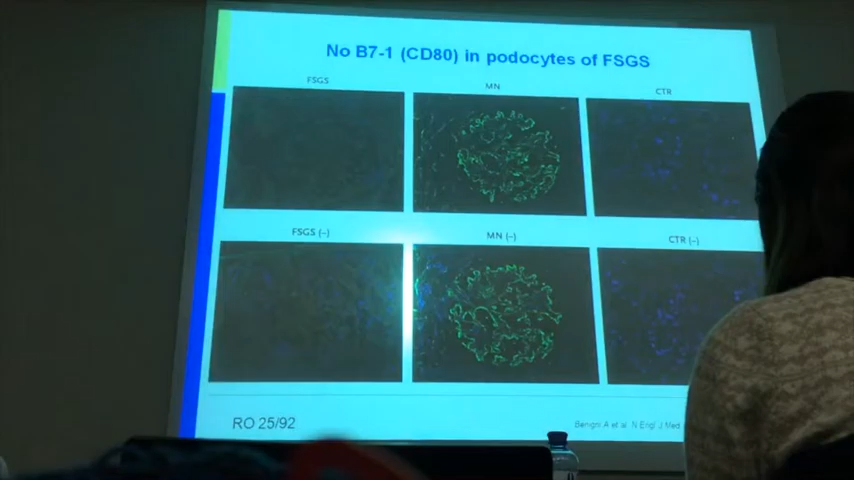 No B7-1 (CD80) in podocytes of FSGS
FSGS
MN
CTR
FSGS (–)
MN (–)
CTR (–)
RO 25/92
Benigni A et al. N Engl J Med